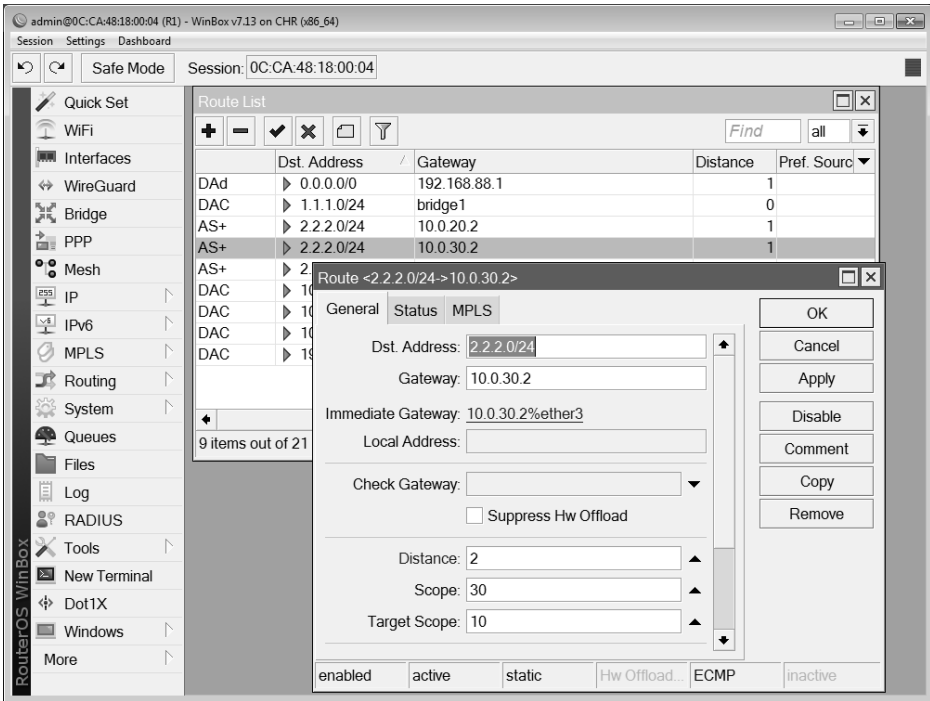 admin@0C:CA:48:18:00:04 (R1) - WinBox v7.13 on CHR (x86_64)
Session Settings Dashboard
Safe Mode Session: 0C:CA:48:18:00:04
Quick Set
WiFi
Interfaces
WireGuard
Bridge
PPP
Mesh
IP
IPv6
MPLS
Routing
System
Queues
Files
Log
RADIUS
Tools
New Terminal
Dot1X
Windows
More
RouterOS WinBox
Route List
Find all
Dst. Address Gateway Distance Pref. Sourc
DAd 0.0.0.0/0 192.168.88.1 1
DAC 1.1.1.0/24 bridge1 0
AS+ 2.2.2.0/24 10.0.20.2 1
AS+ 2.2.2.0/24 10.0.30.2 1
AS+ 2.
DAC 10
DAC 10
DAC 10
DAC 19
9 items out of 21
Route <2.2.2.0/24->10.0.30.2>
General Status MPLS
Dst. Address: 2.2.2.0/24
Gateway: 10.0.30.2
Immediate Gateway: 10.0.30.2%ether3
Local Address:
Check Gateway:
Suppress Hw Offload
Distance: 2
Scope: 30
Target Scope: 10
OK
Cancel
Apply
Disable
Comment
Copy
Remove
enabled active static Hw Offload... ECMP inactive